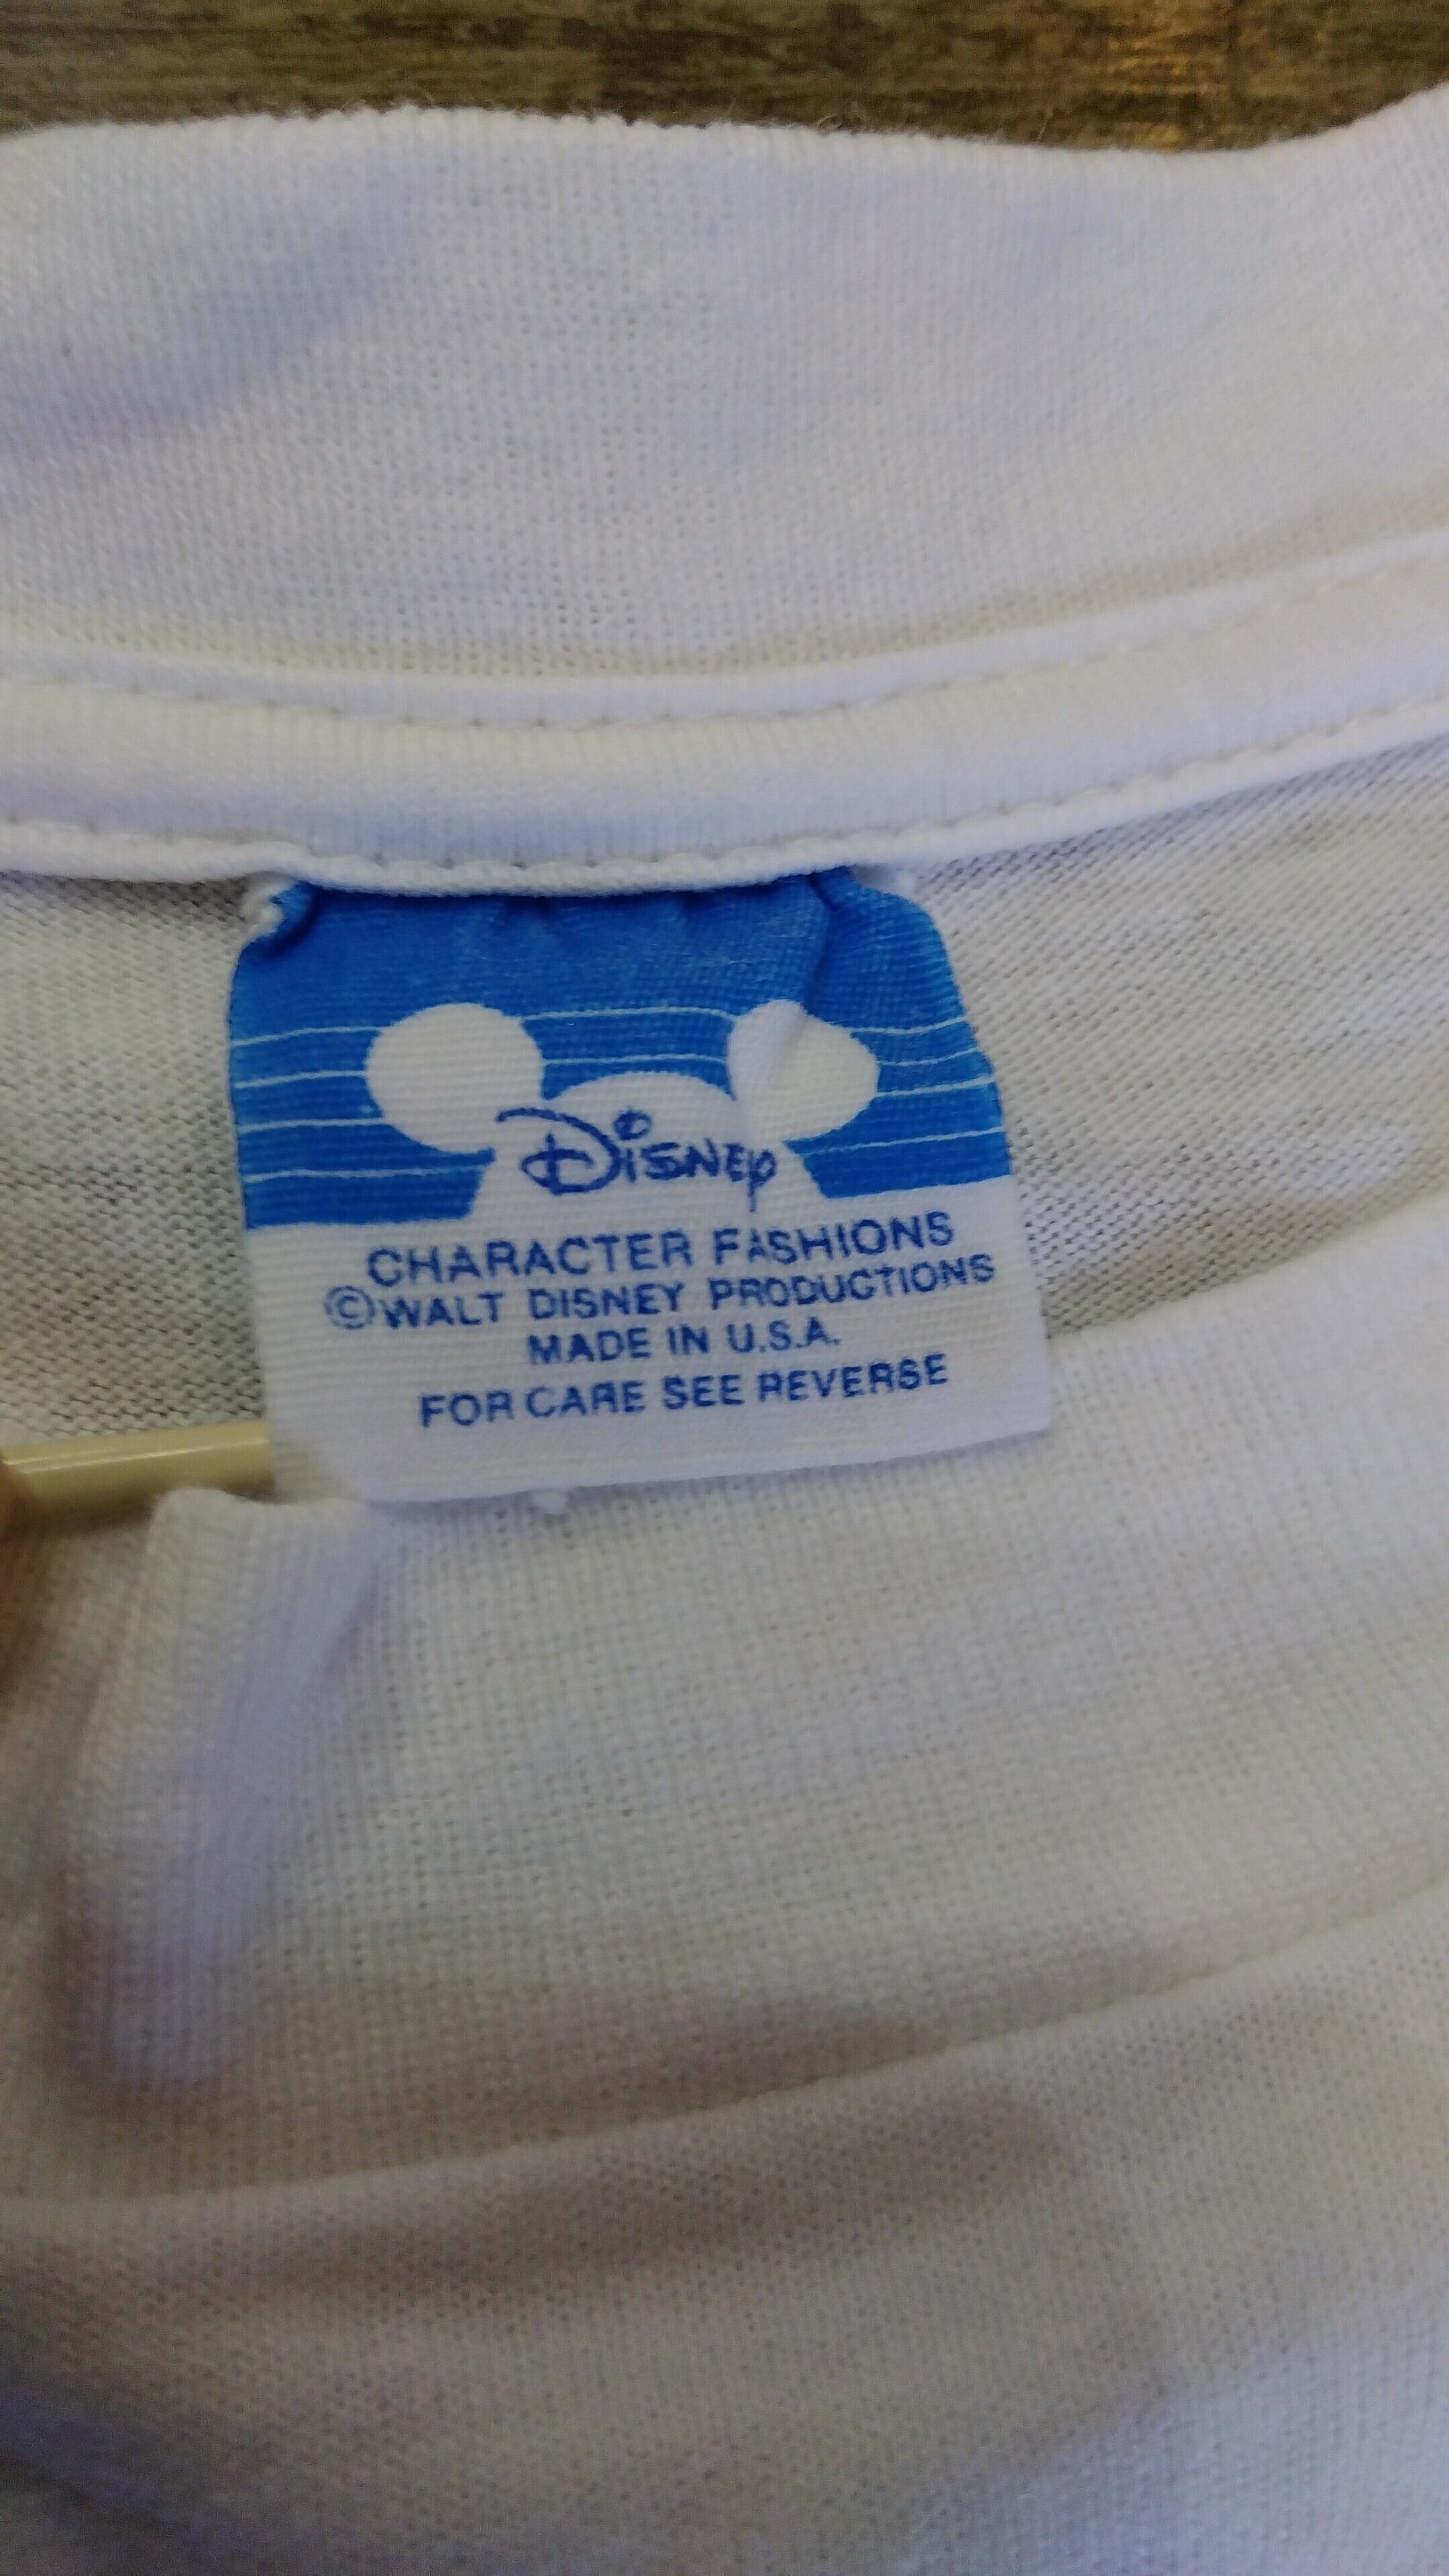 Disney
CHARACTER FASHIONS
©WALT DISNEY PRODUCTIONS
MADE IN U.S.A.
FOR CARE SEE REVERSE